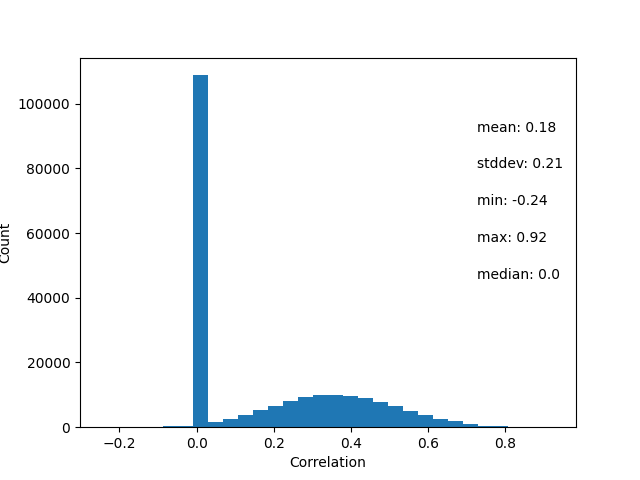 100000
80000
60000
40000
20000
0
Count
mean: 0.18
stddev: 0.21
min: -0.24
max: 0.92
median: 0.0
−0.2 0.0 0.2 0.4 0.6 0.8
Correlation